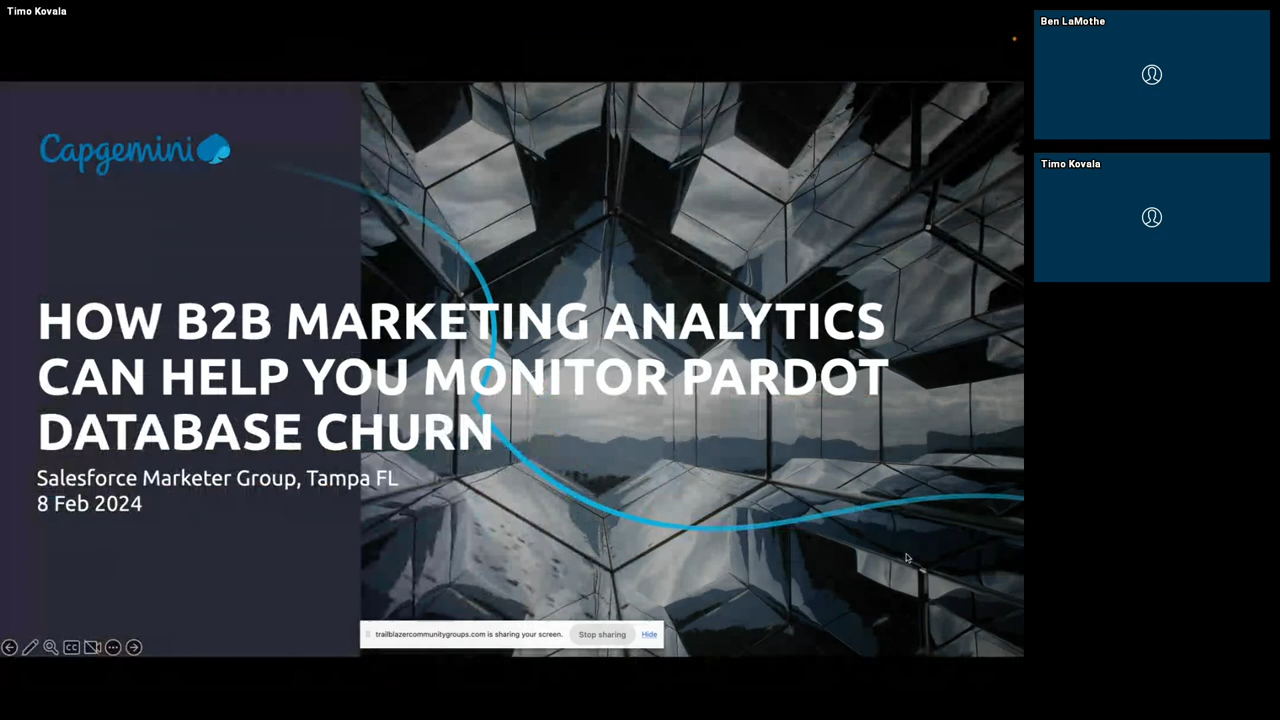 Timo Kovala
Ben LaMothe
Timo Kovala
Capgemini
HOW B2B MARKETING ANALYTICS
CAN HELP YOU MONITOR PARDOT
DATABASE CHURN
Salesforce Marketer Group, Tampa FL
8 Feb 2024
trailblazercommunitygroups.com is sharing your screen. Stop sharing Hide
CC